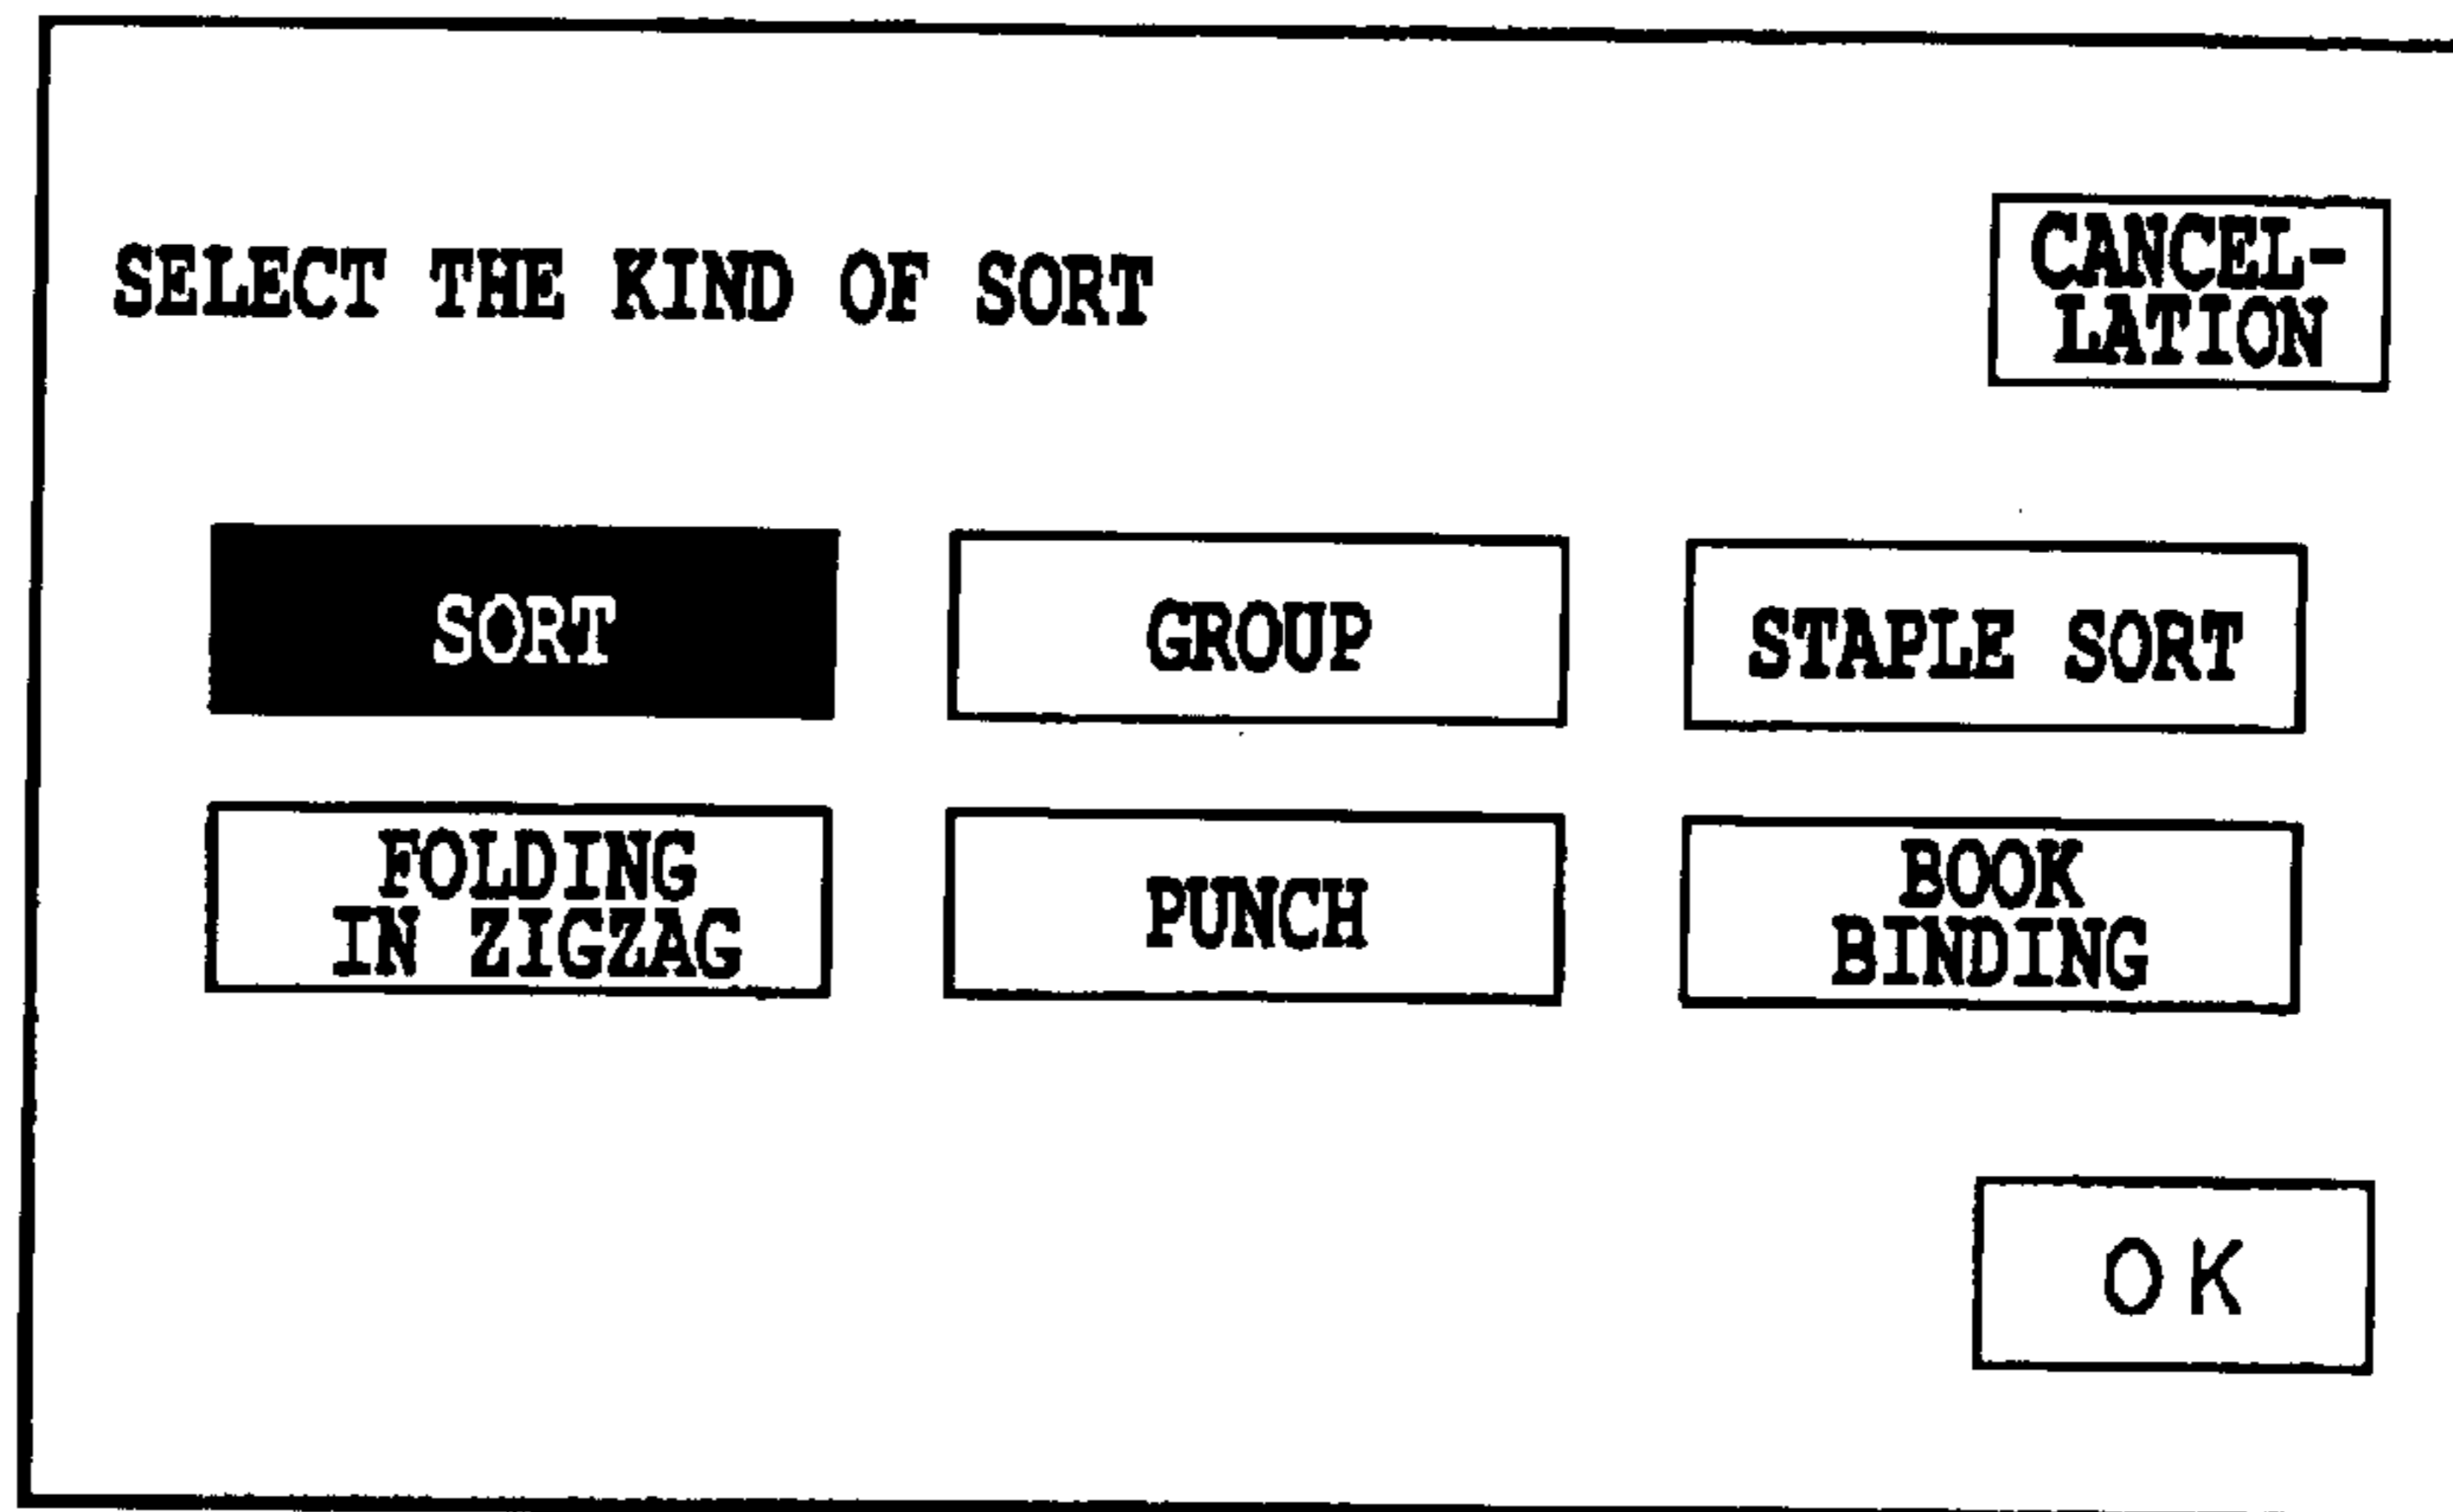 SELECT THE KIND OF SORT
CANCEL-
LATION
SORT
GROUP
STAPLE SORT
FOLDING
IN ZIGZAG
PUNCH
BOOK
BINDING
OK